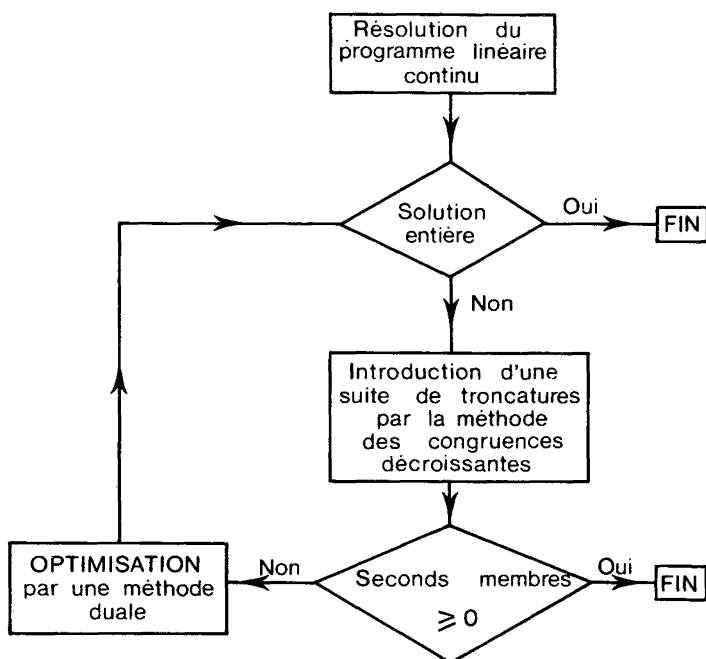 Résolution du
programme linéaire
continu
Solution
entière
Oui
FIN
Non
Introduction d'une
suite de troncatures
par la méthode
des congruences
décroissantes
OPTIMISATION
par une méthode
duale
Non
Seconds membres
⩾ 0
Oui
FIN